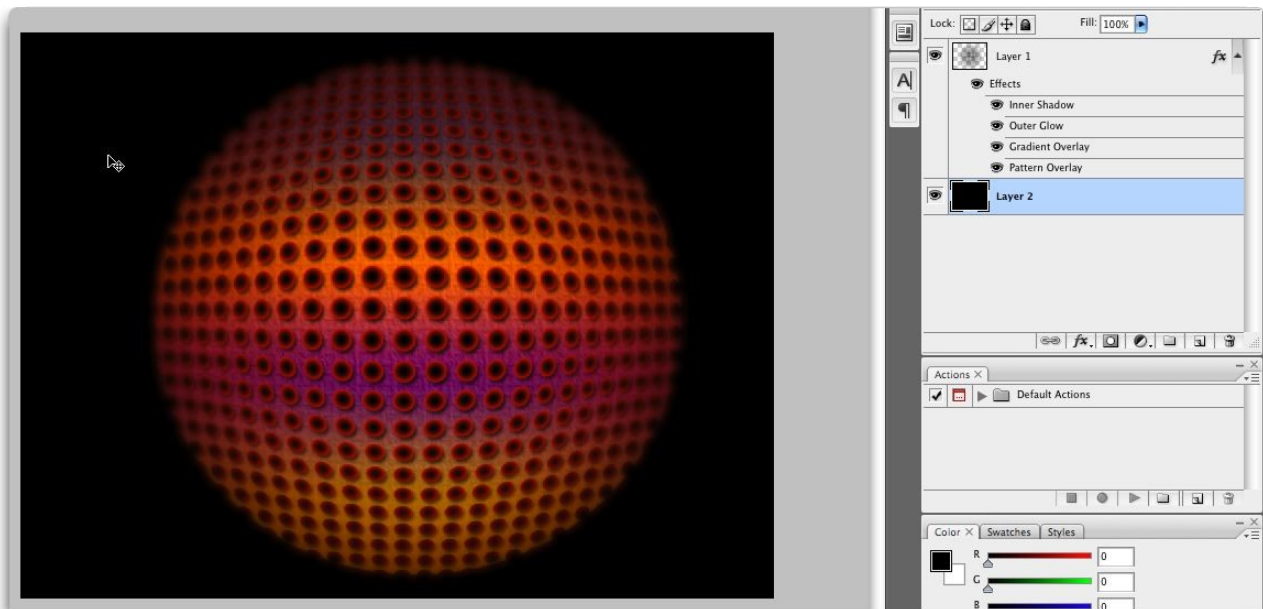 Lock: Fill: 100%
Layer 1 fx
Effects
Inner Shadow
Outer Glow
Gradient Overlay
Pattern Overlay
Layer 2
A
¶
fx.
Actions ×
Default Actions
Color × Swatches Styles
R 0
G 0
B 0